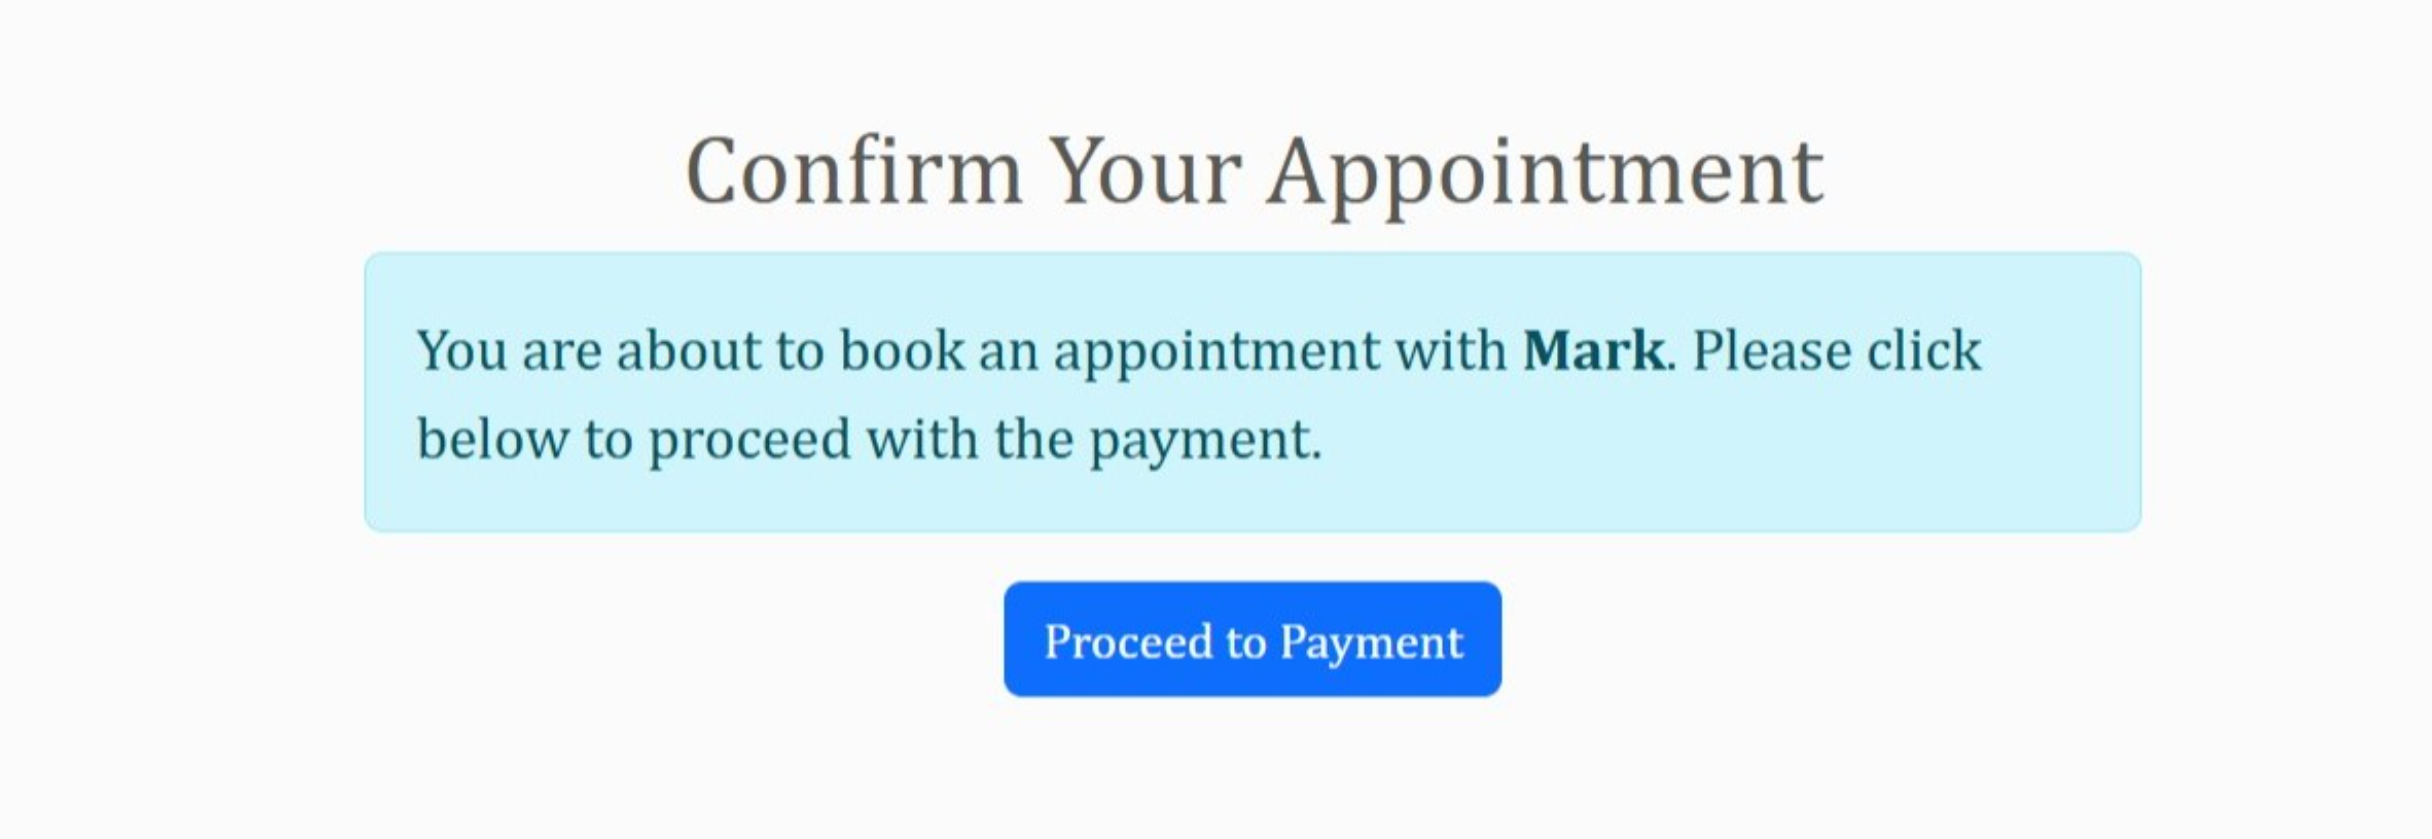 Confirm Your Appointment
You are about to book an appointment with Mark. Please click
below to proceed with the payment.
Proceed to Payment